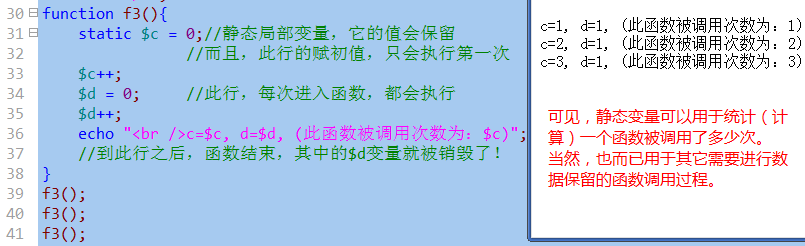 30 function f3(){
31 static $c = 0;//静态局部变量，它的值会保留
32 //而且，此行的赋初值，只会执行第一次
33 $c++;
34 $d = 0; //此行，每次进入函数，都会执行
35 $d++;
36 echo "<br />c=$c, d=$d, (此函数被调用次数为：$c)";
37 //到此行之后，函数结束，其中的$d变量就被销毁了！
38 }
39 f3();
40 f3();
41 f3();
c=1, d=1, (此函数被调用次数为：1)
c=2, d=1, (此函数被调用次数为：2)
c=3, d=1, (此函数被调用次数为：3)
可见，静态变量可以用于统计（计
算）一个函数被调用了多少次。
当然，也而已用于其它需要进行数
据保留的函数调用过程。